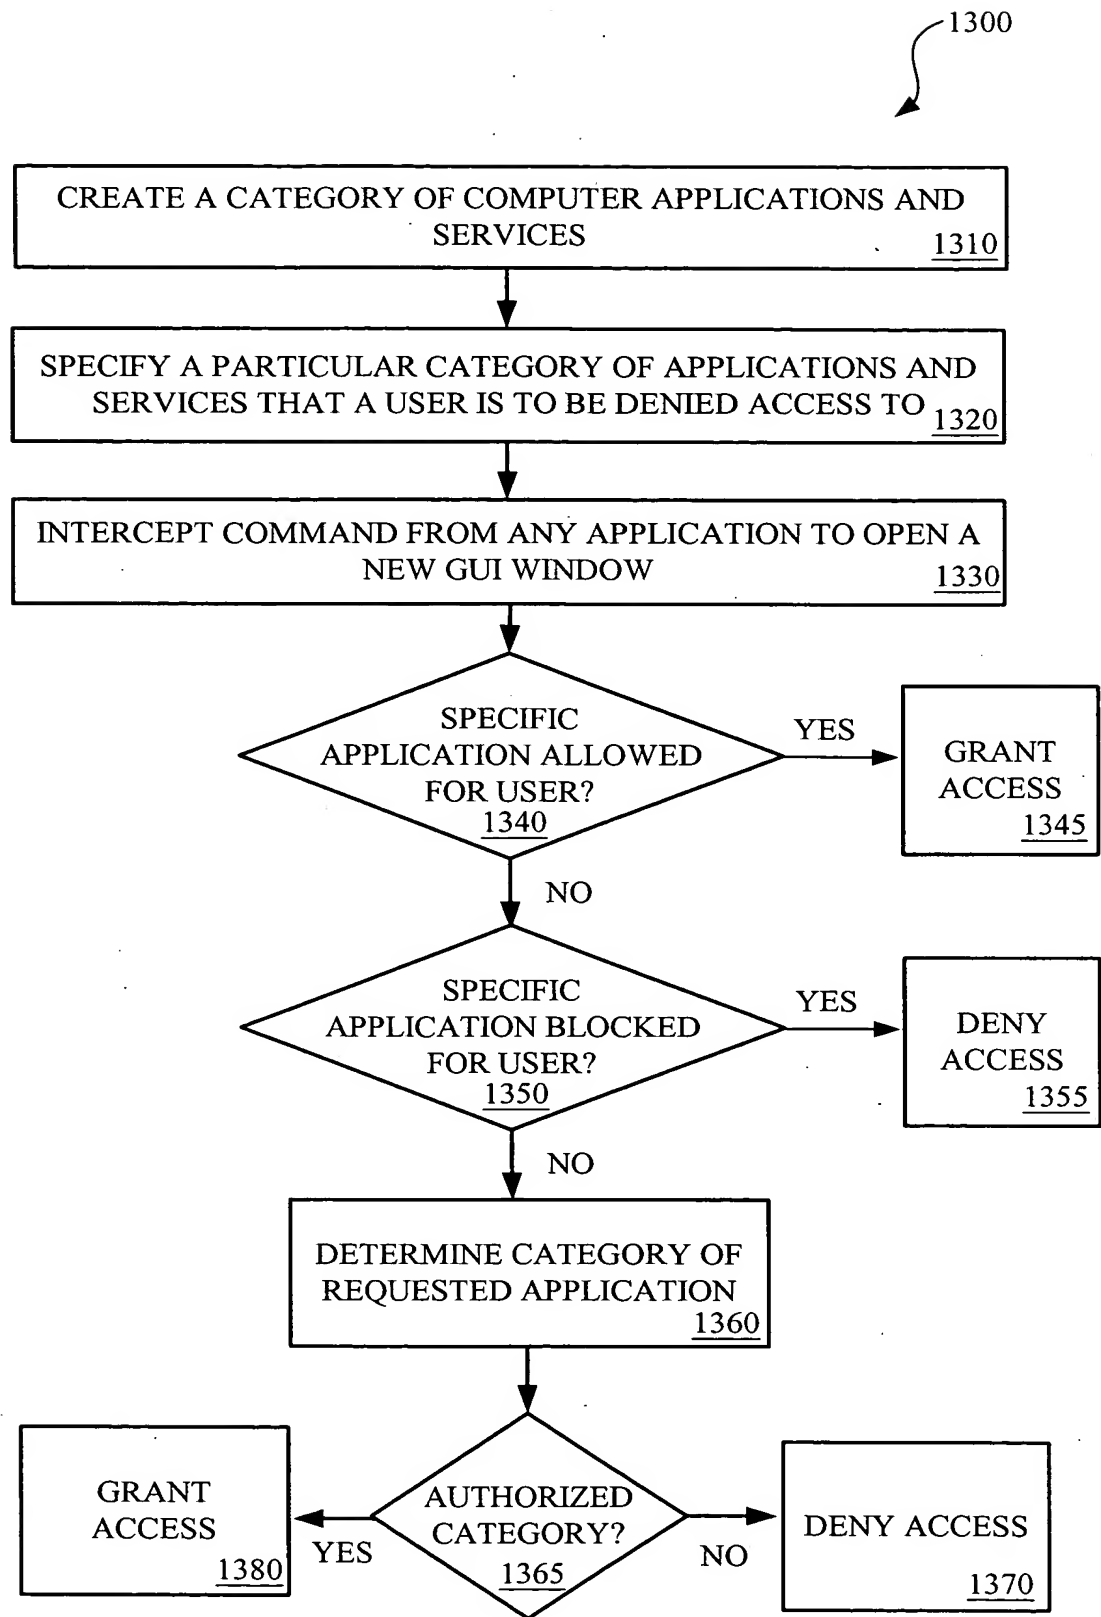 1300
CREATE A CATEGORY OF COMPUTER APPLICATIONS AND
SERVICES
1310
SPECIFY A PARTICULAR CATEGORY OF APPLICATIONS AND
SERVICES THAT A USER IS TO BE DENIED ACCESS TO
1320
INTERCEPT COMMAND FROM ANY APPLICATION TO OPEN A
NEW GUI WINDOW
1330
SPECIFIC
APPLICATION ALLOWED
FOR USER?
1340
YES
GRANT
ACCESS
1345
NO
SPECIFIC
APPLICATION BLOCKED
FOR USER?
1350
YES
DENY
ACCESS
1355
NO
DETERMINE CATEGORY OF
REQUESTED APPLICATION
1360
AUTHORIZED
CATEGORY?
1365
YES
GRANT
ACCESS
1380
NO
DENY ACCESS
1370